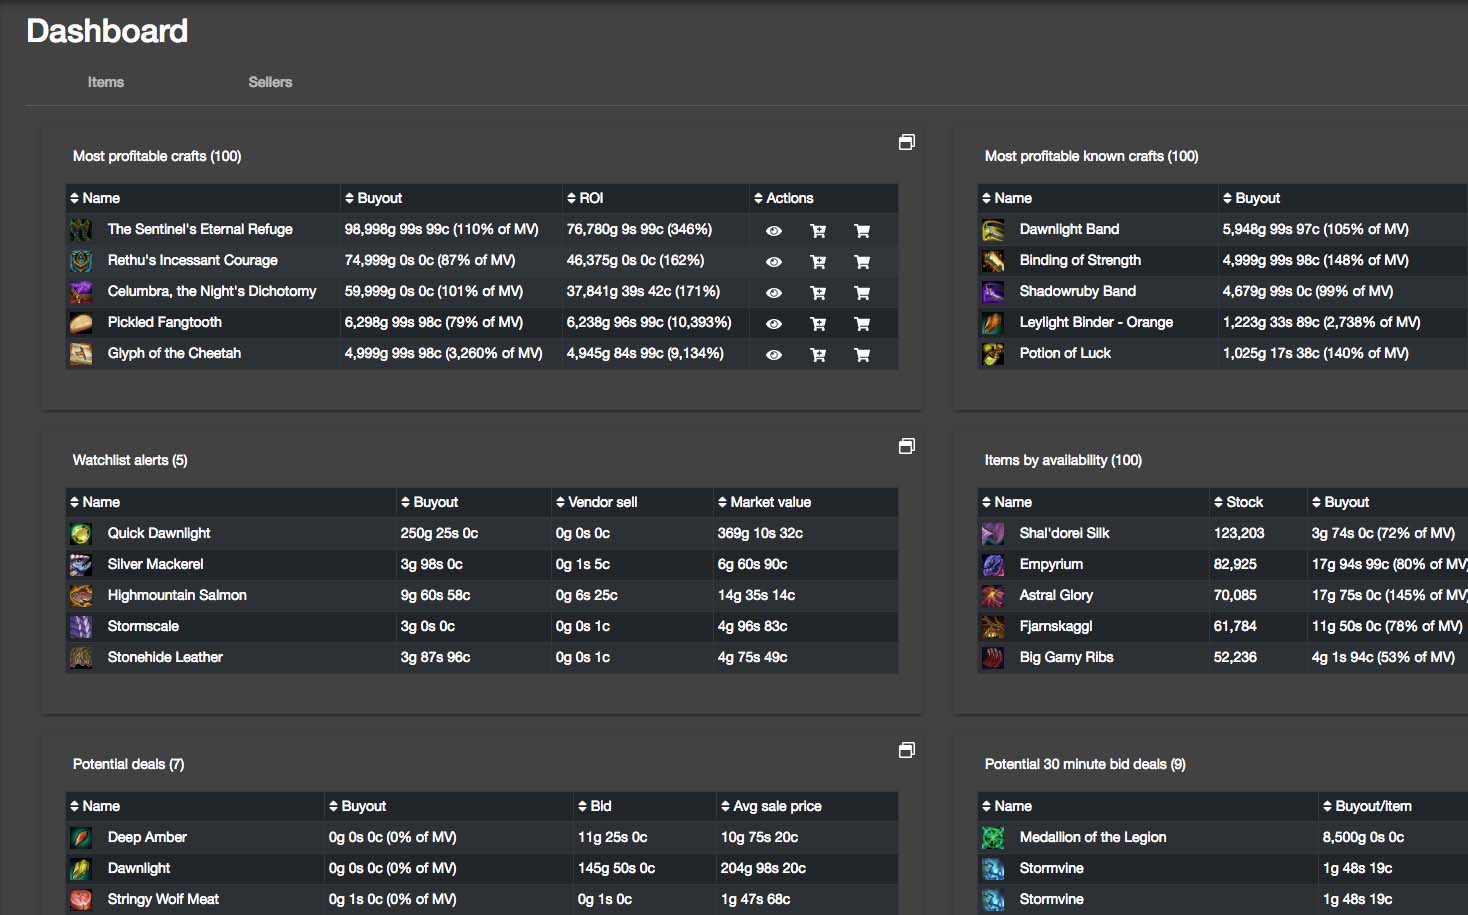 Dashboard
Items Sellers
Most profitable crafts (100)
Name Buyout ROI Actions
The Sentinel's Eternal Refuge 98,998g 99s 99c (110% of MV) 76,780g 9s 99c (346%)
Rethu's Incessant Courage 74,999g 0s 0c (87% of MV) 46,375g 0s 0c (162%)
Celumbra, the Night's Dichotomy 59,999g 0s 0c (101% of MV) 37,841g 39s 42c (171%)
Pickled Fangtooth 6,298g 99s 98c (79% of MV) 6,238g 96s 99c (10,393%)
Glyph of the Cheetah 4,999g 99s 98c (3,260% of MV) 4,945g 84s 99c (9,134%)
Most profitable known crafts (100)
Name Buyout
Dawnlight Band 5,948g 99s 97c (105% of MV)
Binding of Strength 4,999g 99s 98c (148% of MV)
Shadowruby Band 4,679g 99s 0c (99% of MV)
Leylight Binder - Orange 1,223g 33s 89c (2,738% of MV)
Potion of Luck 1,025g 17s 38c (140% of MV)
Watchlist alerts (5)
Name Buyout Vendor sell Market value
Quick Dawnlight 250g 25s 0c 0g 0s 0c 369g 10s 32c
Silver Mackerel 3g 98s 0c 0g 1s 5c 6g 60s 90c
Highmountain Salmon 9g 60s 58c 0g 6s 25c 14g 35s 14c
Stormscale 3g 0s 0c 0g 0s 1c 4g 96s 83c
Stonehide Leather 3g 87s 96c 0g 0s 1c 4g 75s 49c
Items by availability (100)
Name Stock Buyout
Shal'dorei Silk 123,203 3g 74s 0c (72% of MV)
Empyrium 82,925 17g 94s 99c (80% of MV)
Astral Glory 70,085 17g 75s 0c (145% of MV)
Fjarnskaggl 61,784 11g 50s 0c (78% of MV)
Big Gamy Ribs 52,236 4g 1s 94c (53% of MV)
Potential deals (7)
Name Buyout Bid Avg sale price
Deep Amber 0g 0s 0c (0% of MV) 11g 25s 0c 10g 75s 20c
Dawnlight 0g 0s 0c (0% of MV) 145g 50s 0c 204g 98s 20c
Stringy Wolf Meat 0g 1s 0c (0% of MV) 0g 1s 0c 1g 47s 68c
Potential 30 minute bid deals (9)
Name Buyout/Item
Medallion of the Legion 8,500g 0s 0c
Stormvine 1g 48s 19c
Stormvine 1g 48s 19c